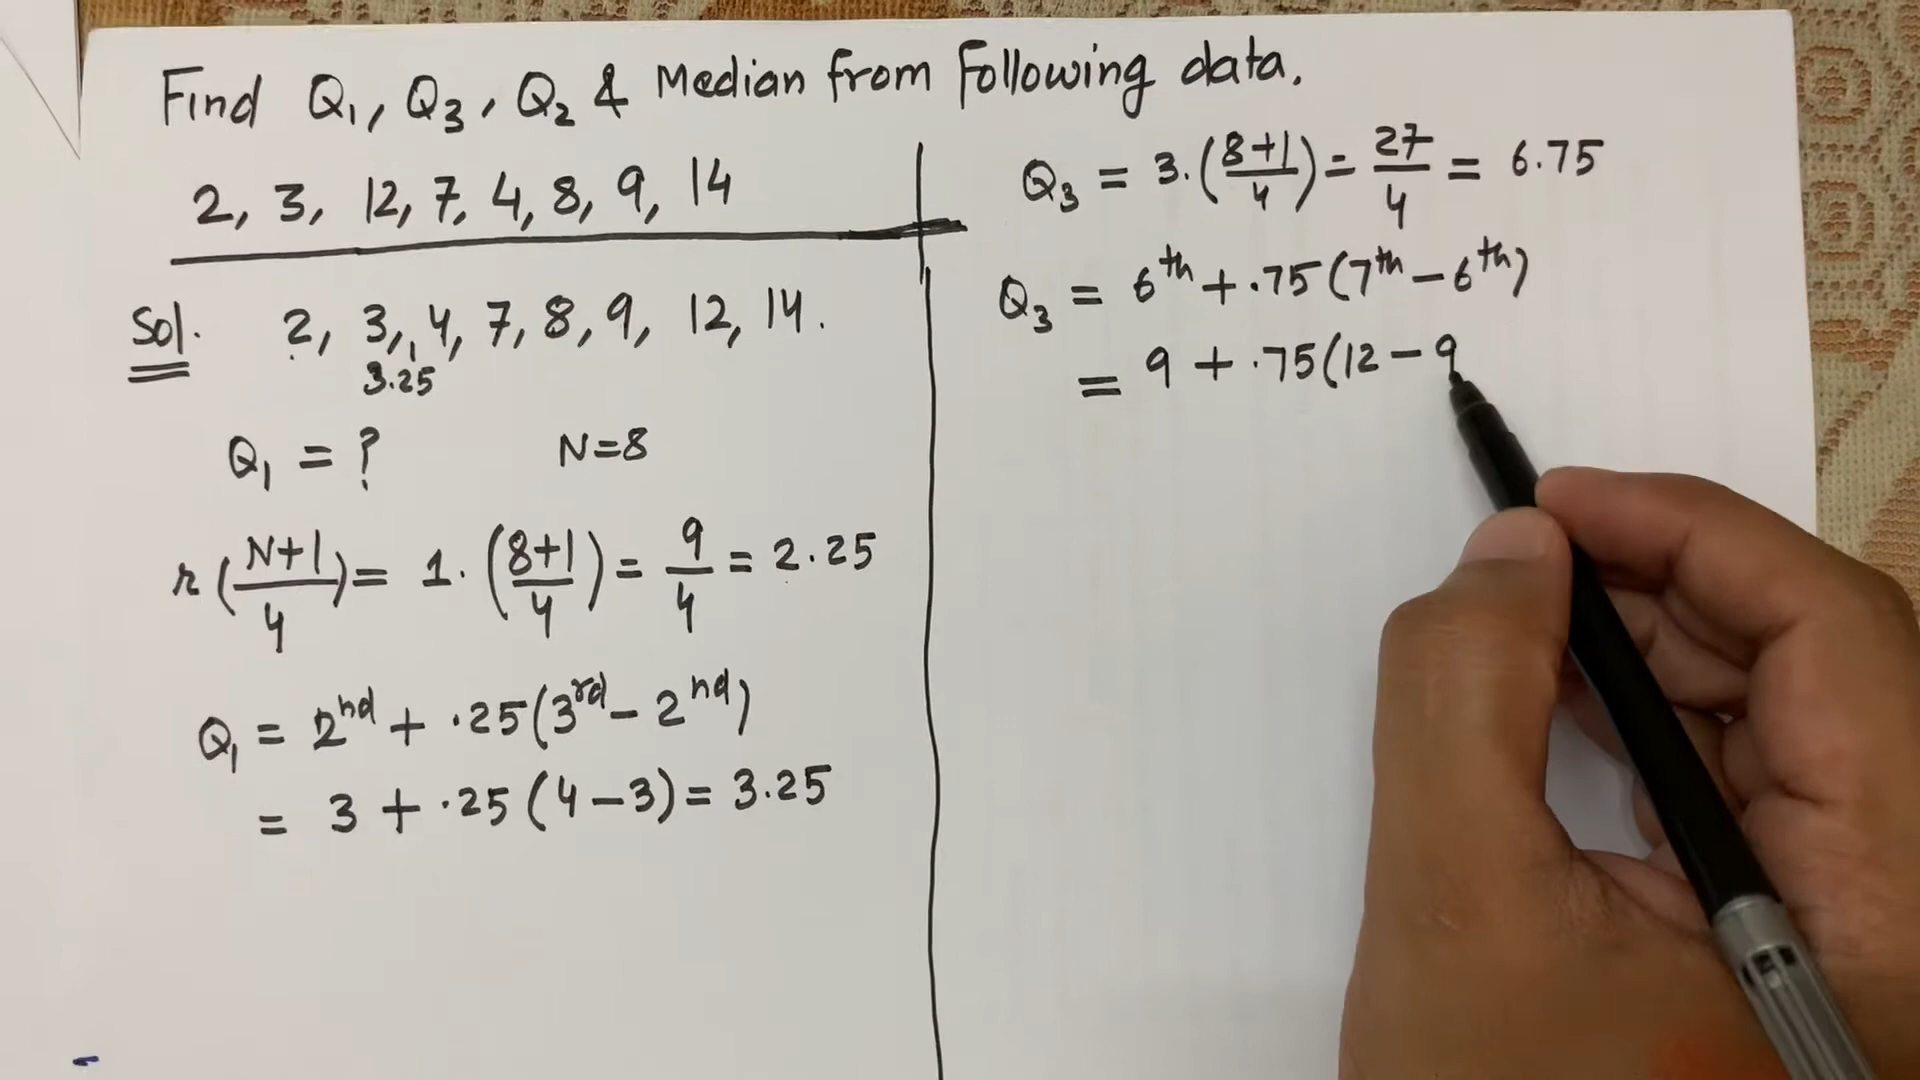 Find Q₁, Q₃, Q₂ & Median from Following data.
2, 3, 12, 7, 4, 8, 9, 14
Sol. 2, 3, 4, 7, 8, 9, 12, 14.
3.25
Q₁ = ? N=8
r(N+1/4) = 1.(8+1/4) = 9/4 = 2.25
Q₁ = 2nd + .25(3rd - 2nd)
= 3 + .25(4-3) = 3.25
Q₃ = 3.(8+1/4) = 27/4 = 6.75
Q₃ = 6th + .75(7th - 6th)
= 9 + .75(12 - 9